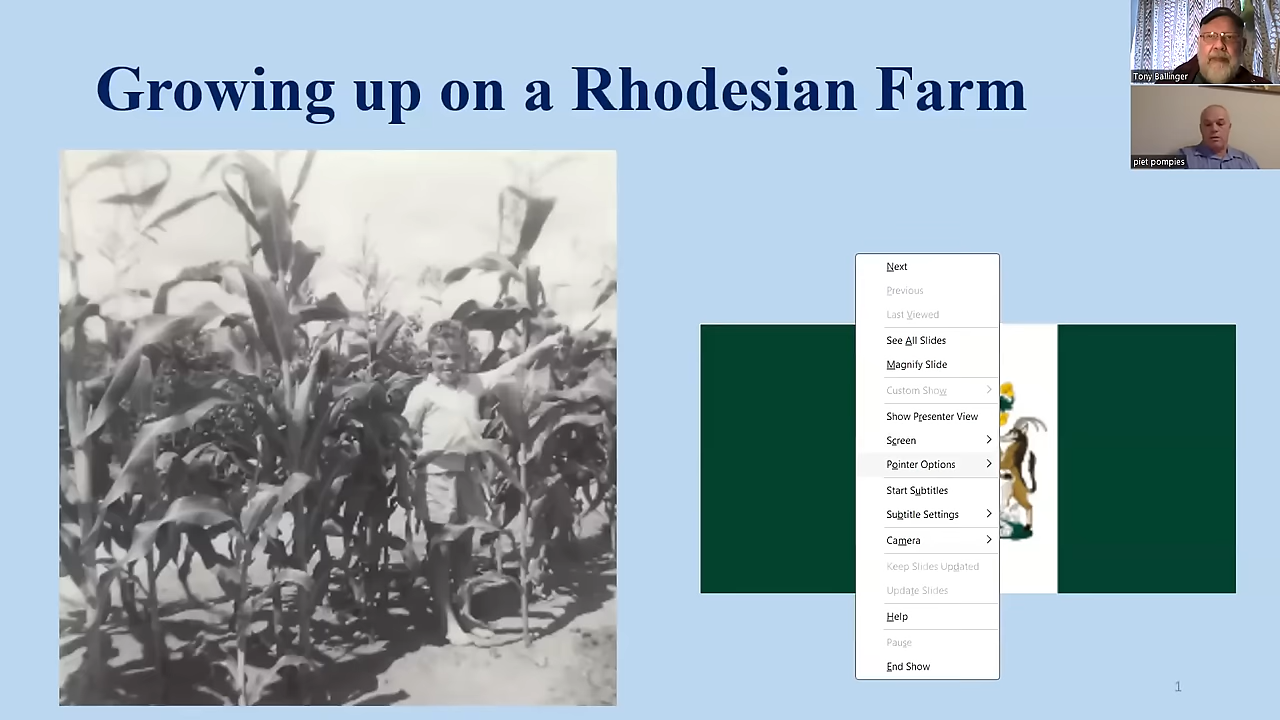 Growing up on a Rhodesian Farm
Tony Ballinger
piet pompies
Next
Previous
Last Viewed
See All Slides
Magnify Slide
Custom Show
Show Presenter View
Screen
Pointer Options
Start Subtitles
Subtitle Settings
Camera
Keep Slides Updated
Update Slides
Help
Pause
End Show
1